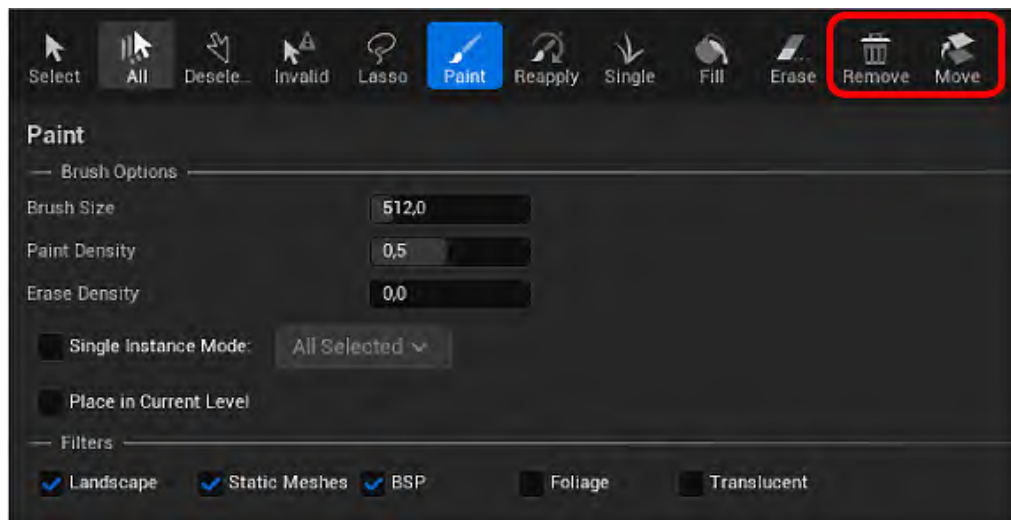 Select All Desele... Invalid Lasso Paint Reapply Single Fill Erase Remove Move
Paint
Brush Options
Brush Size 512,0
Paint Density 0,5
Erase Density 0,0
Single Instance Mode: All Selected
Place in Current Level
Filters
Landscape Static Meshes BSP Foliage Translucent